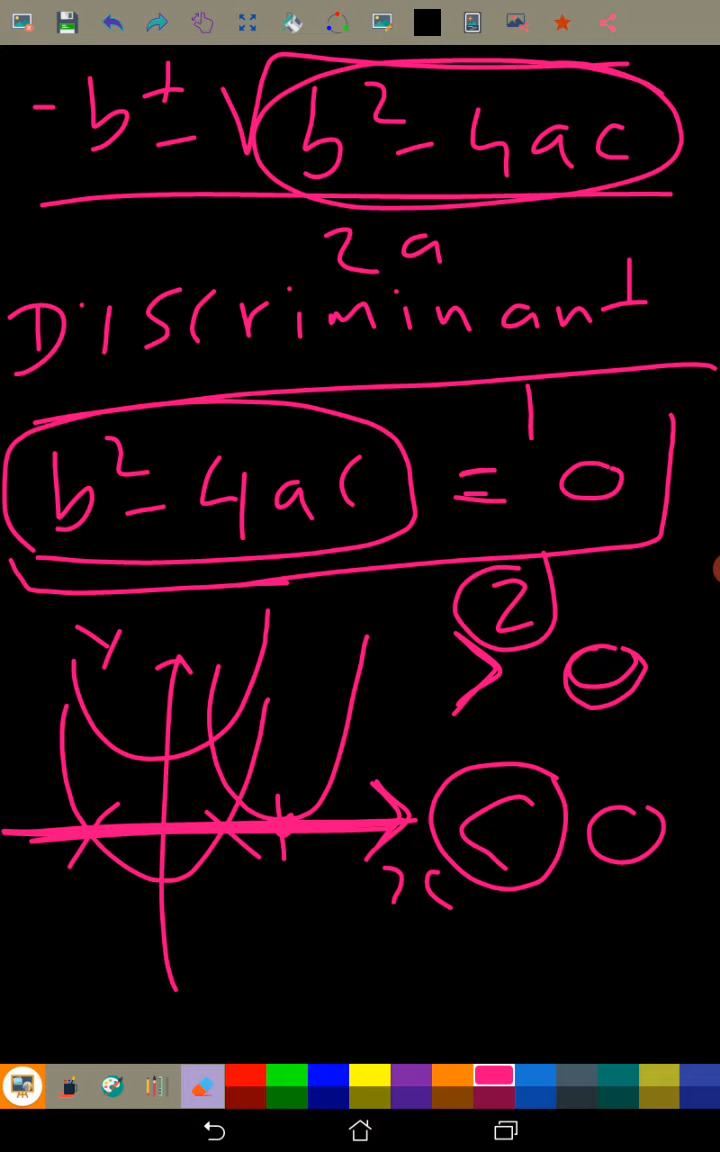 -b ± √b² - 4ac
2a
Discriminant
1
b² - 4ac = 0
2
> 0
y
< 0
x